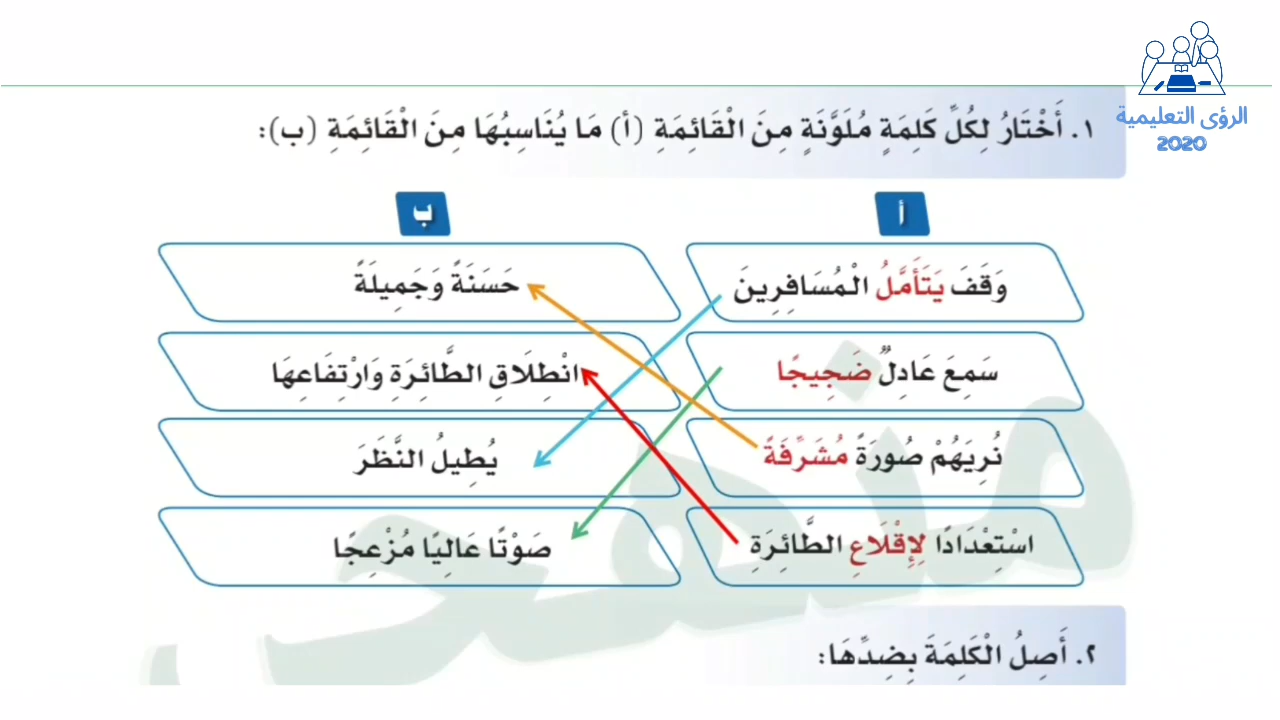 الرؤى التعليمية
2020
١. أَخْتَارُ لِكُلِّ كَلِمَةٍ مُلَوَّنَةٍ مِنَ الْقَائِمَةِ (أ) مَا يُنَاسِبُهَا مِنَ الْقَائِمَةِ (ب):
أ
ب
وَقَفَ يَتَأَمَّلُ الْمُسَافِرِينَ
حَسَنَةً وَجَمِيلَةً
سَمِعَ عَادِلٌ ضَجِيجًا
انْطِلَاقِ الطَّائِرَةِ وَارْتِفَاعِهَا
نُرِيَهُمْ صُورَةً مُشَرِّفَةً
يُطِيلُ النَّظَرَ
اسْتِعْدَادًا لِإِقْلَاعِ الطَّائِرَةِ
صَوْتًا عَالِيًا مُزْعِجًا
٢. أَصِلُ الْكَلِمَةَ بِضِدِّهَا:
منهجي